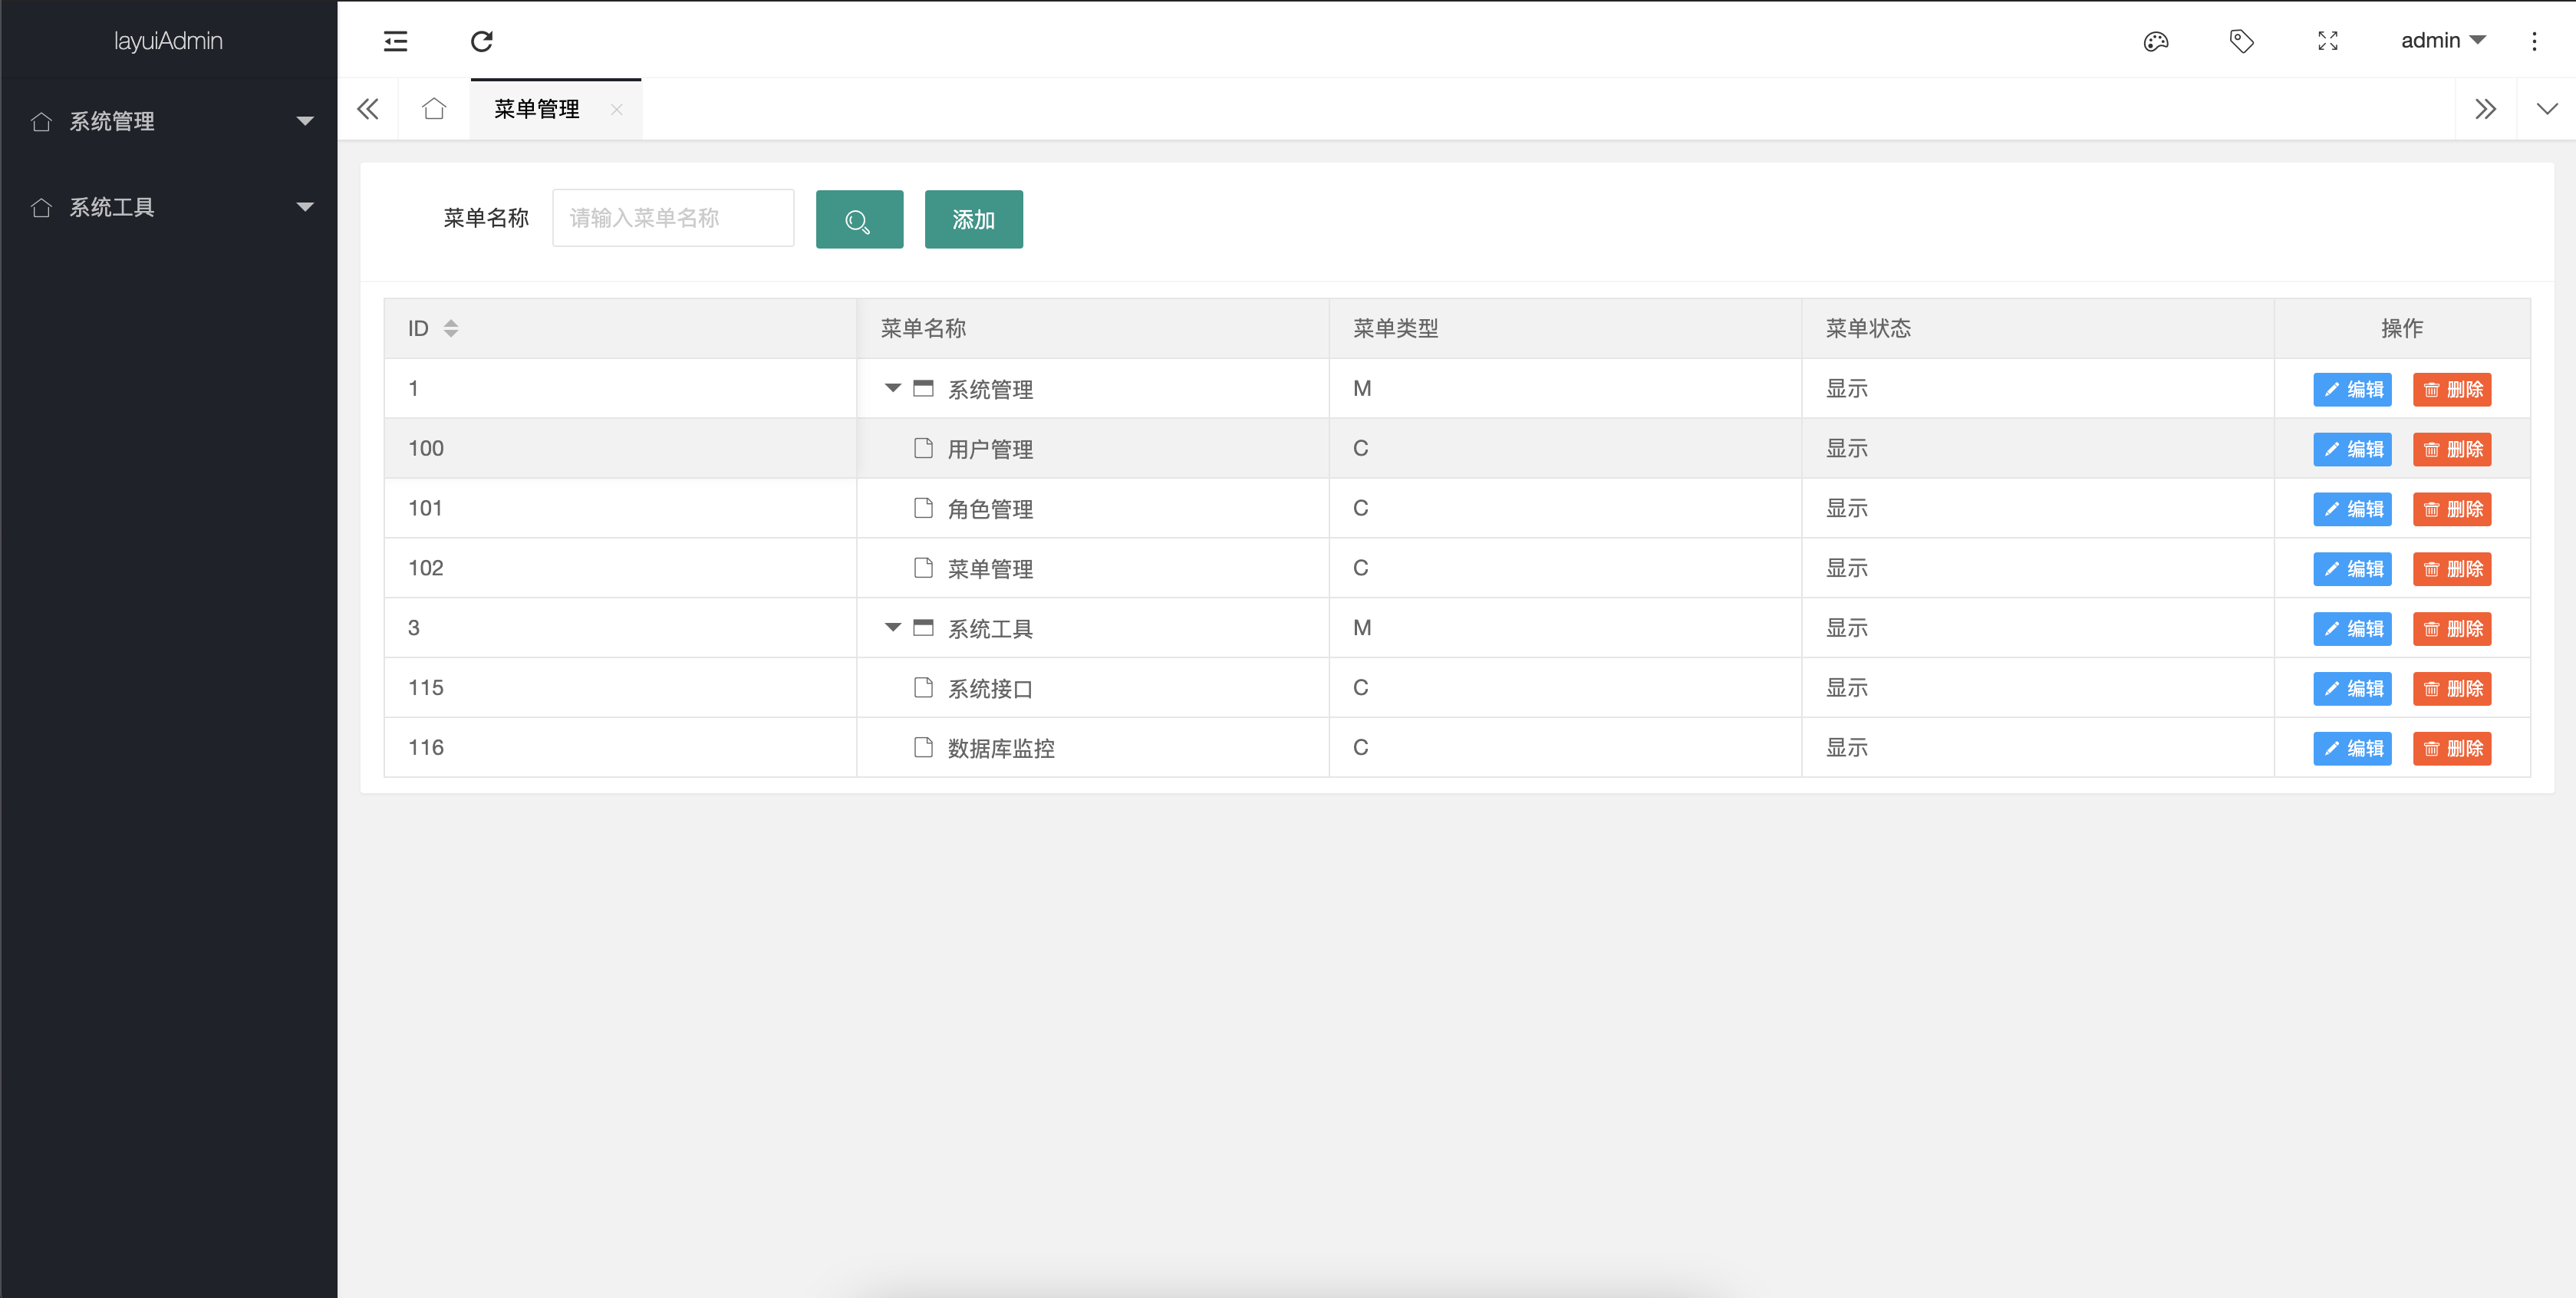 layuiAdmin
admin
系统管理
系统工具
菜单管理
菜单名称 请输入菜单名称 添加
ID 菜单名称 菜单类型 菜单状态 操作
1 系统管理 M 显示 编辑 删除
100 用户管理 C 显示 编辑 删除
101 角色管理 C 显示 编辑 删除
102 菜单管理 C 显示 编辑 删除
3 系统工具 M 显示 编辑 删除
115 系统接口 C 显示 编辑 删除
116 数据库监控 C 显示 编辑 删除